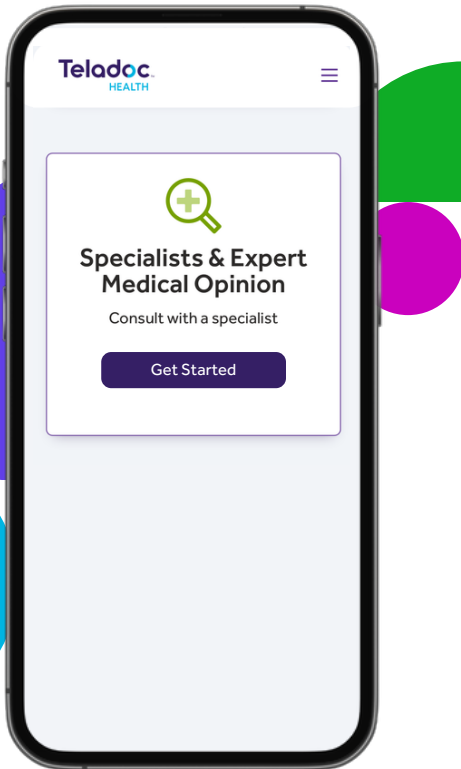 Teladoc
HEALTH
Specialists & Expert
Medical Opinion
Consult with a specialist
Get Started